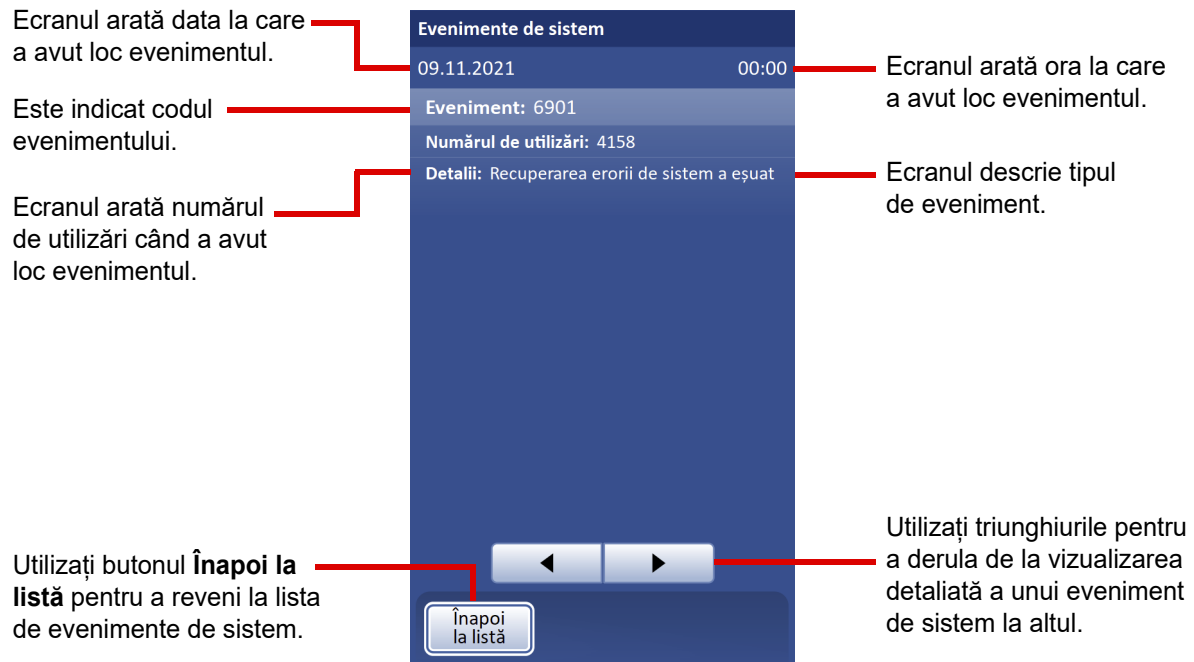 Ecranul arată data la care
a avut loc evenimentul.
Este indicat codul
evenimentului.
Ecranul arată numărul
de utilizări când a avut
loc evenimentul.
Utilizați butonul Înapoi la
listă pentru a reveni la lista
de evenimente de sistem.
Evenimente de sistem
09.11.2021 00:00
Eveniment: 6901
Numărul de utilizări: 4158
Detalii: Recuperarea erorii de sistem a eșuat
Înapoi
la listă
Ecranul arată ora la care
a avut loc evenimentul.
Ecranul descrie tipul
de eveniment.
Utilizați triunghiurile pentru
a derula de la vizualizarea
detaliată a unui eveniment
de sistem la altul.